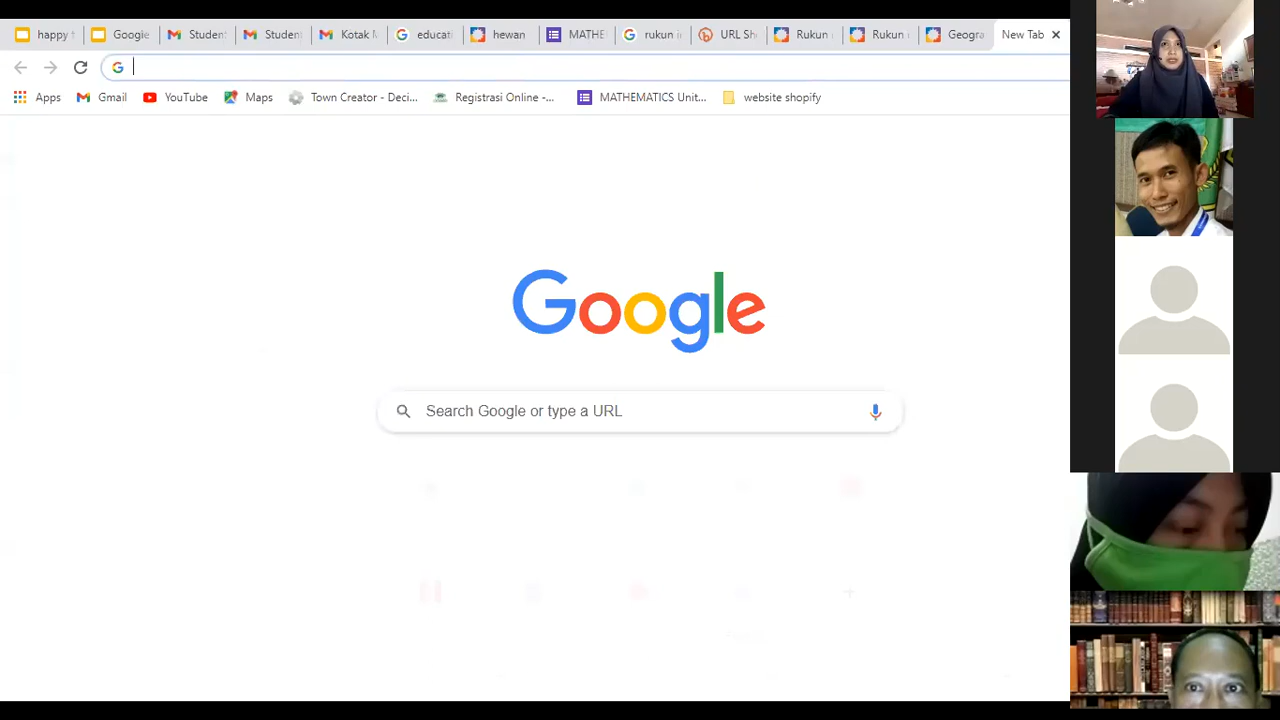 happy Google Student Student Kotak M educati hewan MATHE rukun i URL Sh Rukun Rukun Geogra New Tab
Apps Gmail YouTube Maps Town Creator - Deci... Registrasi Online -... MATHEMATICS Unit... website shopify
Google
Search Google or type a URL